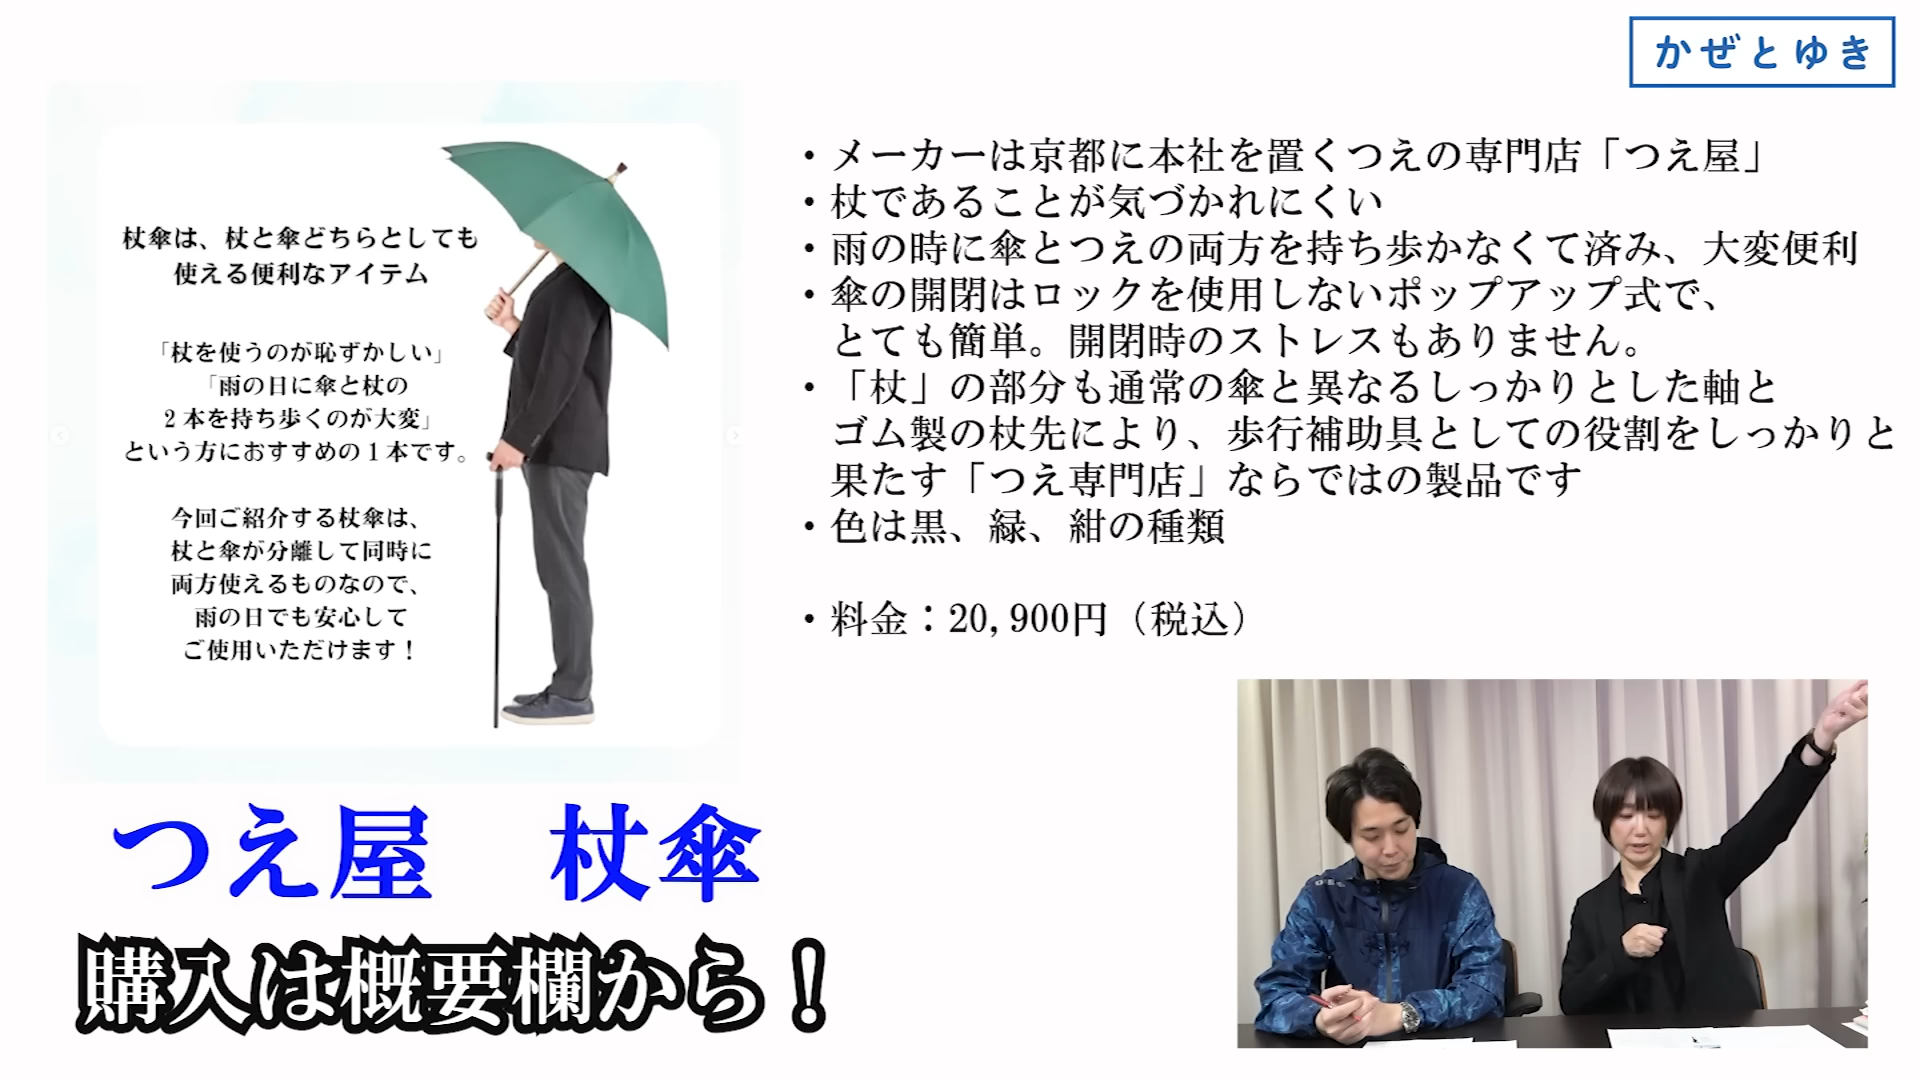 かぜとゆき
杖傘は、杖と傘どちらとしても
使える便利なアイテム
「杖を使うのが恥ずかしい」
「雨の日に傘と杖の
2本を持ち歩くのが大変」
という方におすすめの1本です。
今回ご紹介する杖傘は、
杖と傘が分離して同時に
両方使えるものなので、
雨の日でも安心して
ご使用いただけます！
・メーカーは京都に本社を置くつえの専門店「つえ屋」
・杖であることが気づかれにくい
・雨の時に傘とつえの両方を持ち歩かなくて済み、大変便利
・傘の開閉はロックを使用しないポップアップ式で、
とても簡単。開閉時のストレスもありません。
・「杖」の部分も通常の傘と異なるしっかりとした軸と
ゴム製の杖先により、歩行補助具としての役割をしっかりと
果たす「つえ専門店」ならではの製品です
・色は黒、緑、紺の種類
・料金：20,900円（税込）
つえ屋　杖傘
購入は概要欄から！